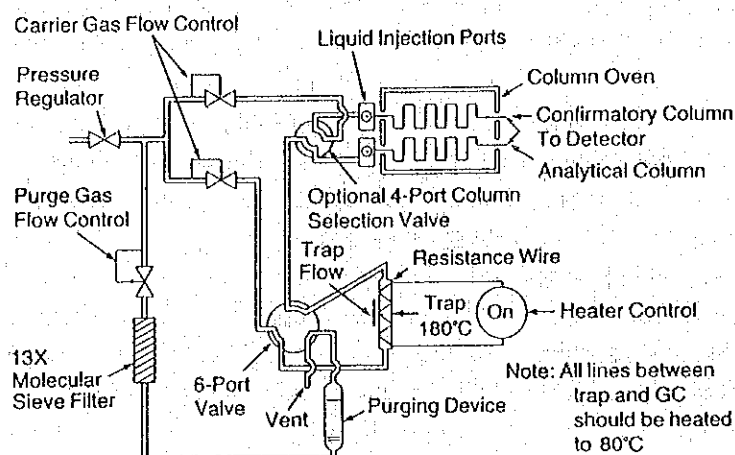 Carrier Gas Flow Control
Liquid Injection Ports
Pressure
Regulator
Column Oven
Confirmatory Column
To Detector
Analytical Column
Optional 4-Port Column
Selection Valve
Purge Gas
Flow Control
Trap
Flow
Resistance Wire
Trap
180°C
On
Heater Control
13X
Molecular
Sieve Filter
6-Port
Valve
Vent
Purging Device
Note: All lines between
trap and GC
should be heated
to 80°C